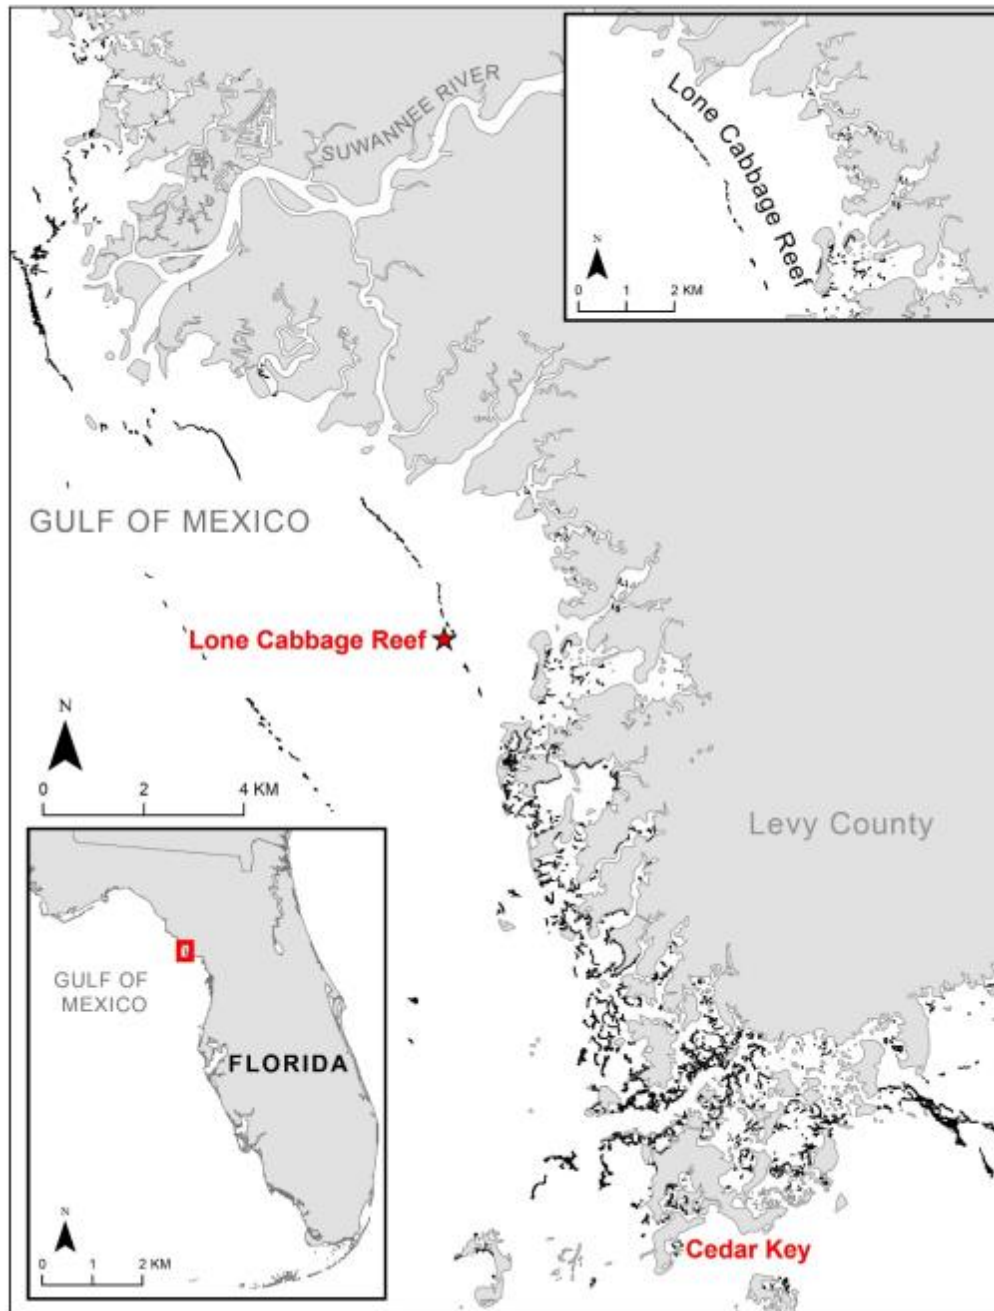 SUWANNEE RIVER
Lone Cabbage Reef
N
0 1 2 KM
GULF OF MEXICO
Lone Cabbage Reef
N
0 2 4 KM
Levy County
GULF OF
MEXICO
FLORIDA
N
0 1 2 KM
Cedar Key